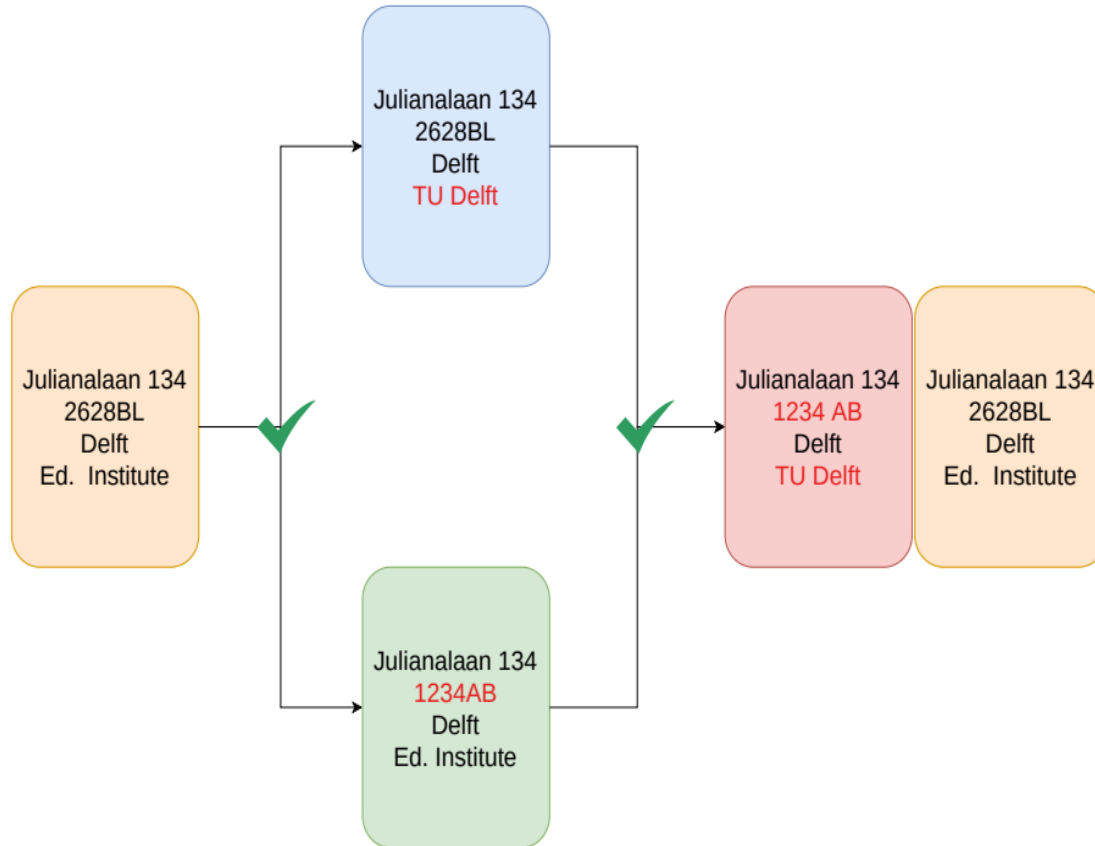 Julianalaan 134
2628BL
Delft
TU Delft
Julianalaan 134
2628BL
Delft
Ed. Institute
Julianalaan 134
1234 AB
Delft
TU Delft
Julianalaan 134
2628BL
Delft
Ed. Institute
Julianalaan 134
1234AB
Delft
Ed. Institute